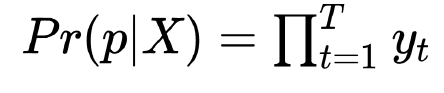 Pr(p|X) = ∏_{t=1}^{T} y_t